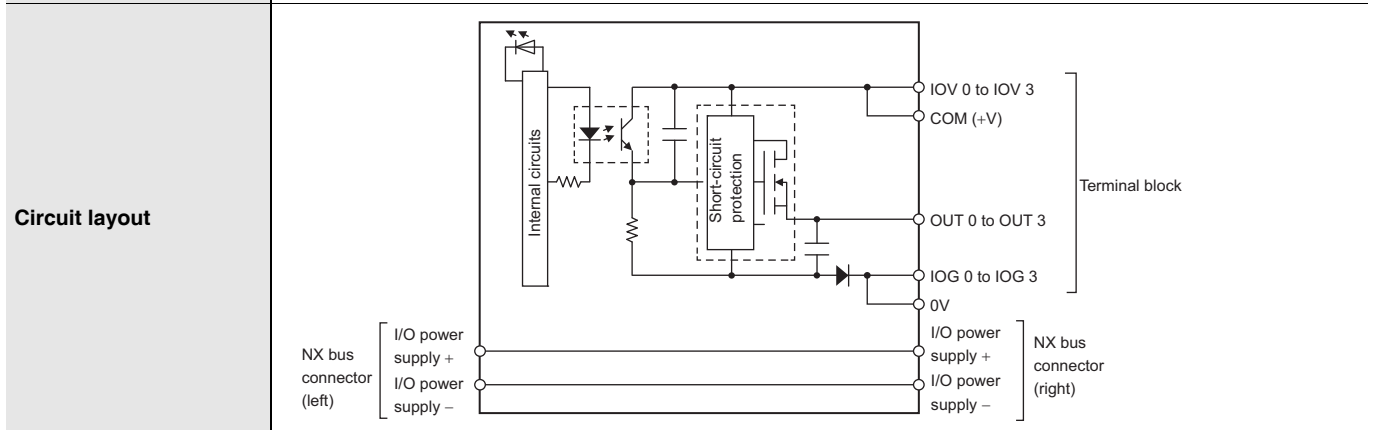 Circuit layout
Internal circuits
Short-circuit
protection
IOV 0 to IOV 3
COM (+V)
OUT 0 to OUT 3
IOG 0 to IOG 3
0V
Terminal block
NX bus
connector
(left)
I/O power
supply +
I/O power
supply −
I/O power
supply +
I/O power
supply −
NX bus
connector
(right)